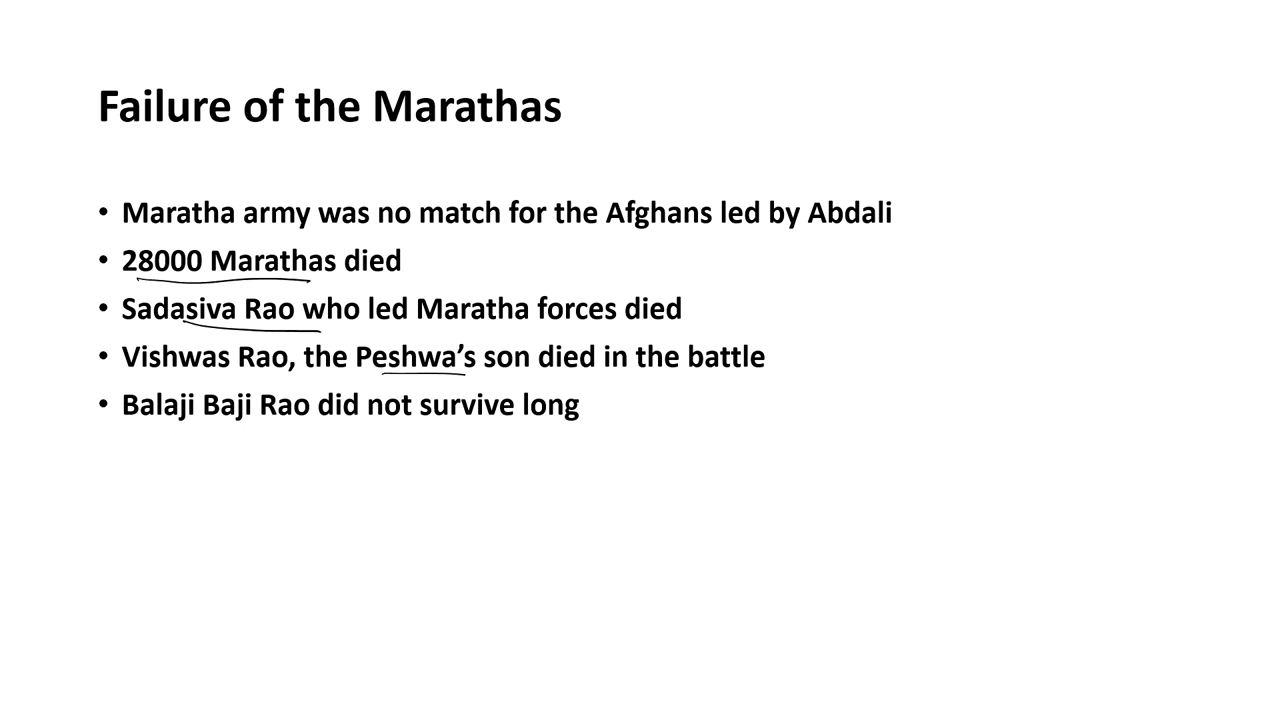 Failure of the Marathas
• Maratha army was no match for the Afghans led by Abdali
• 28000 Marathas died
• Sadasiva Rao who led Maratha forces died
• Vishwas Rao, the Peshwa’s son died in the battle
• Balaji Baji Rao did not survive long